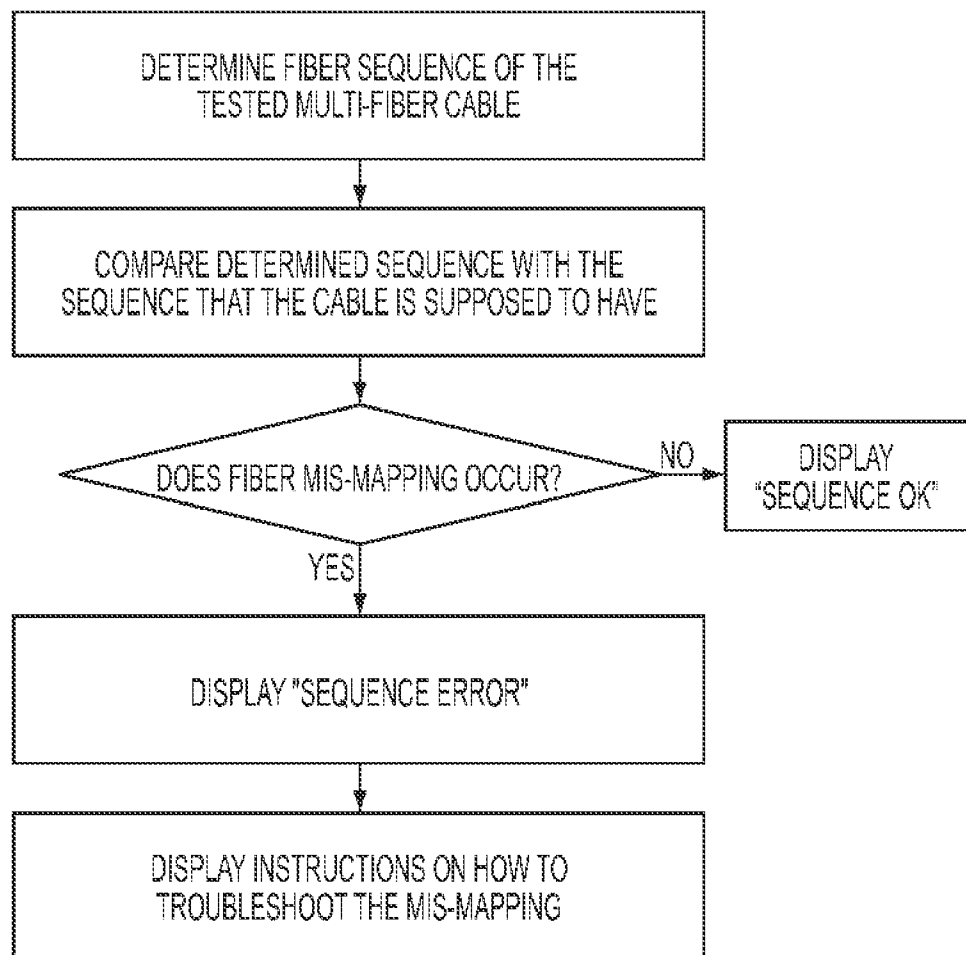 DETERMINE FIBER SEQUENCE OF THE
TESTED MULTI-FIBER CABLE
COMPARE DETERMINED SEQUENCE WITH THE
SEQUENCE THAT THE CABLE IS SUPPOSED TO HAVE
DOES FIBER MIS-MAPPING OCCUR?
NO
DISPLAY
"SEQUENCE OK"
YES
DISPLAY "SEQUENCE ERROR"
DISPLAY INSTRUCTIONS ON HOW TO
TROUBLESHOOT THE MIS-MAPPING